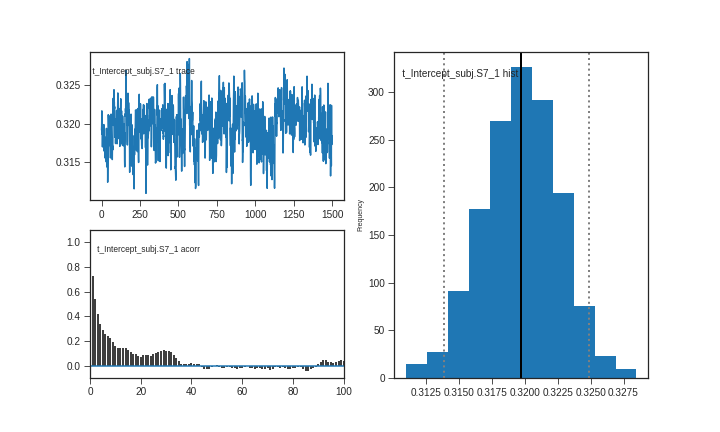 t_Intercept_subj.S7_1 trace
0.325
0.320
0.315
0 250 500 750 1000 1250 1500
t_Intercept_subj.S7_1 acorr
1.0
0.8
0.6
0.4
0.2
0.0
0 20 40 60 80 100
t_Intercept_subj.S7_1 hist
Frequency
300
250
200
150
100
50
0
0.3125 0.3150 0.3175 0.3200 0.3225 0.3250 0.3275